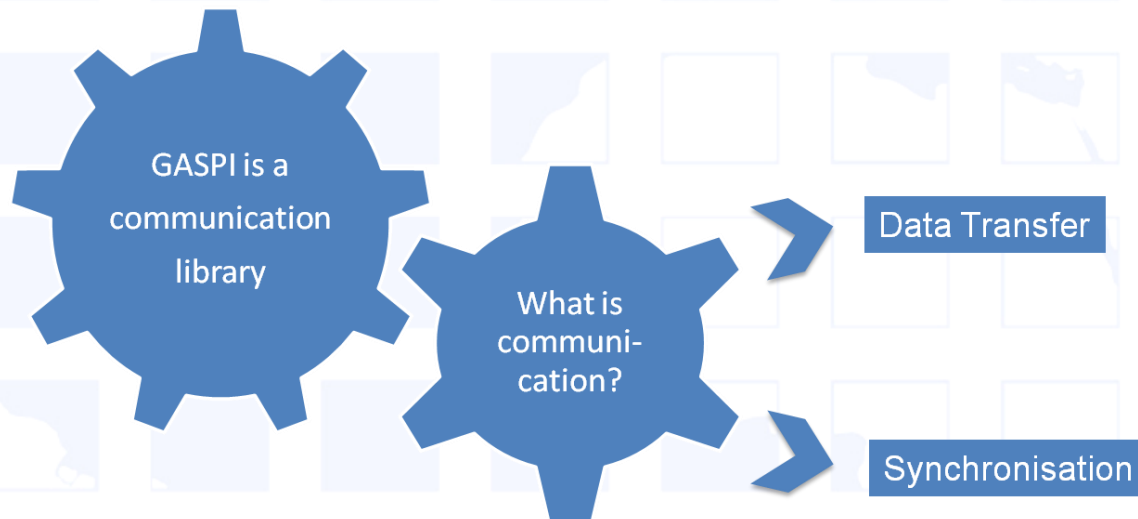 GASPI is a
communication
library
What is
communi-
cation?
Data Transfer
Synchronisation